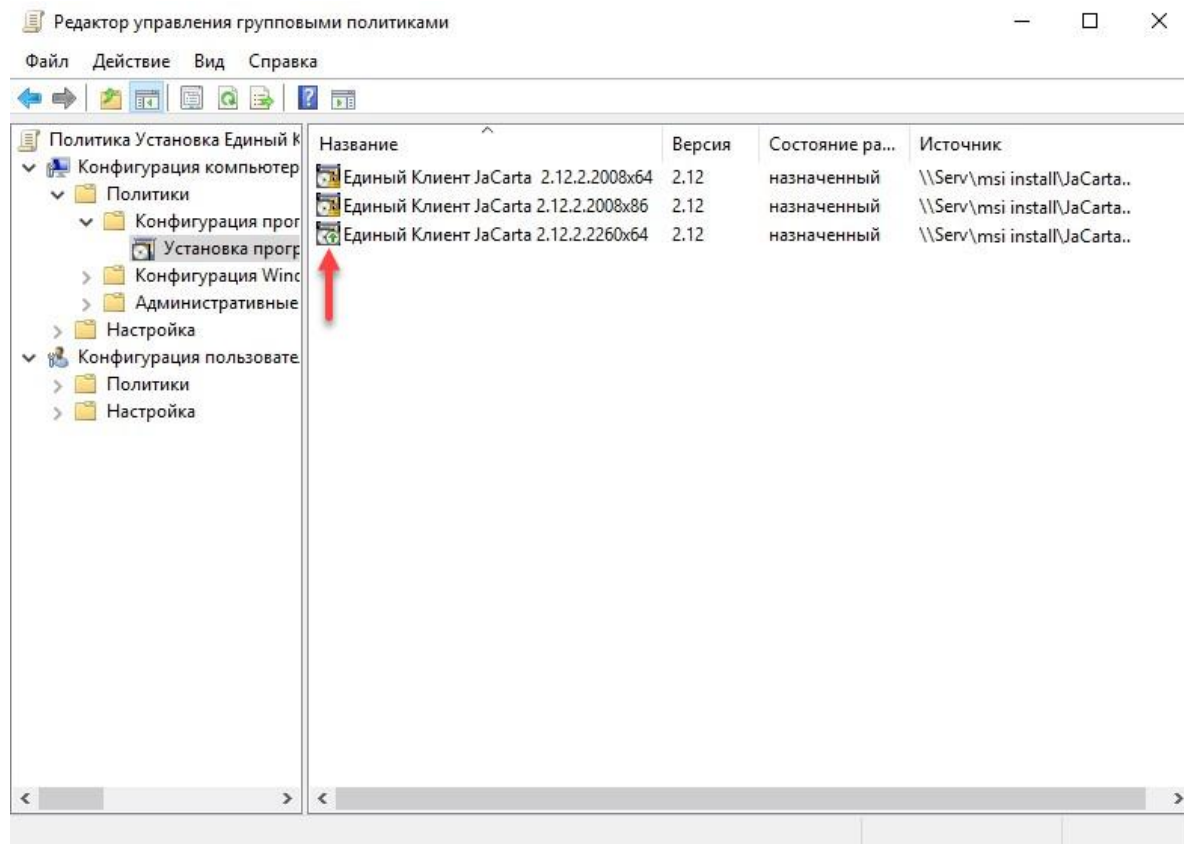 Редактор управления групповыми политиками
Файл Действие Вид Справка
Политика Установка Единый К
Конфигурация компьютер
Политики
Конфигурация прог
Установка прогр
Конфигурация Winc
Административные
Настройка
Конфигурация пользовате
Политики
Настройка
Название Версия Состояние ра... Источник
Единый Клиент JaCarta 2.12.2.2008x64 2.12 назначенный \\Serv\msi install\JaCarta..
Единый Клиент JaCarta 2.12.2.2008x86 2.12 назначенный \\Serv\msi install\JaCarta..
Единый Клиент JaCarta 2.12.2.2260x64 2.12 назначенный \\Serv\msi install\JaCarta..